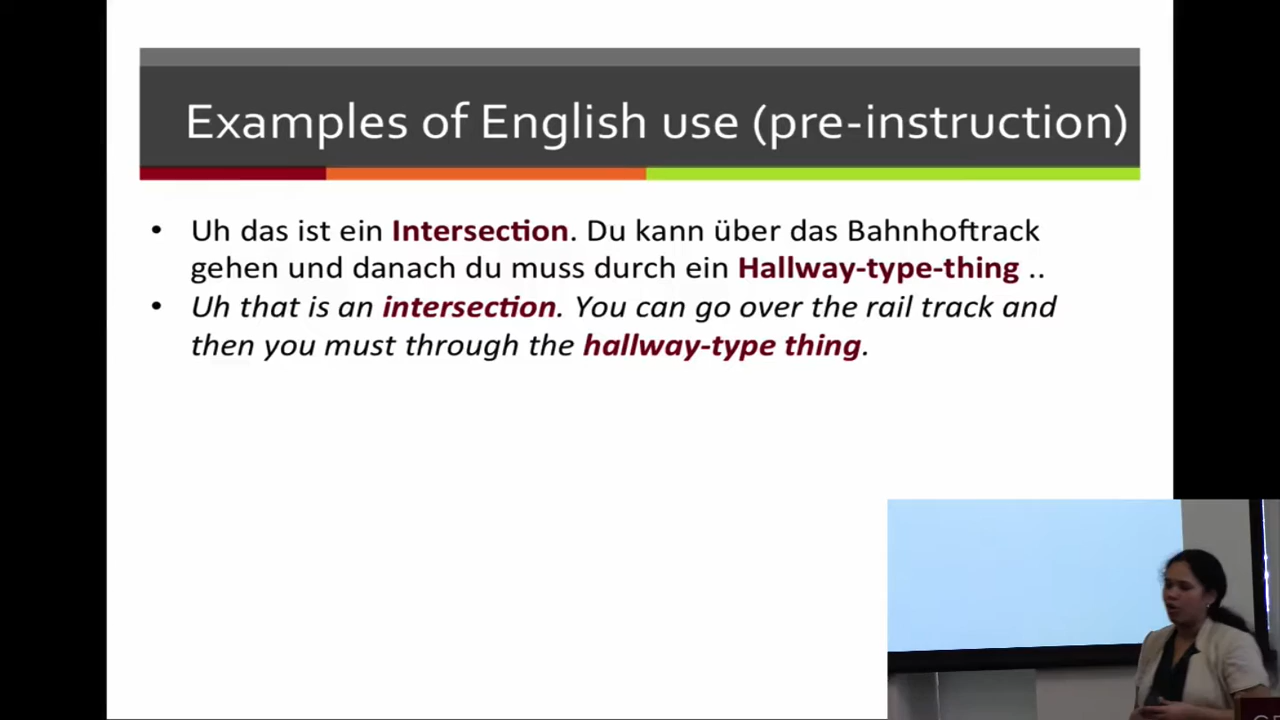 Examples of English use (pre-instruction)
• Uh das ist ein Intersection. Du kann über das Bahnhoftrack
gehen und danach du muss durch ein Hallway-type-thing ..
• Uh that is an intersection. You can go over the rail track and
then you must through the hallway-type thing.